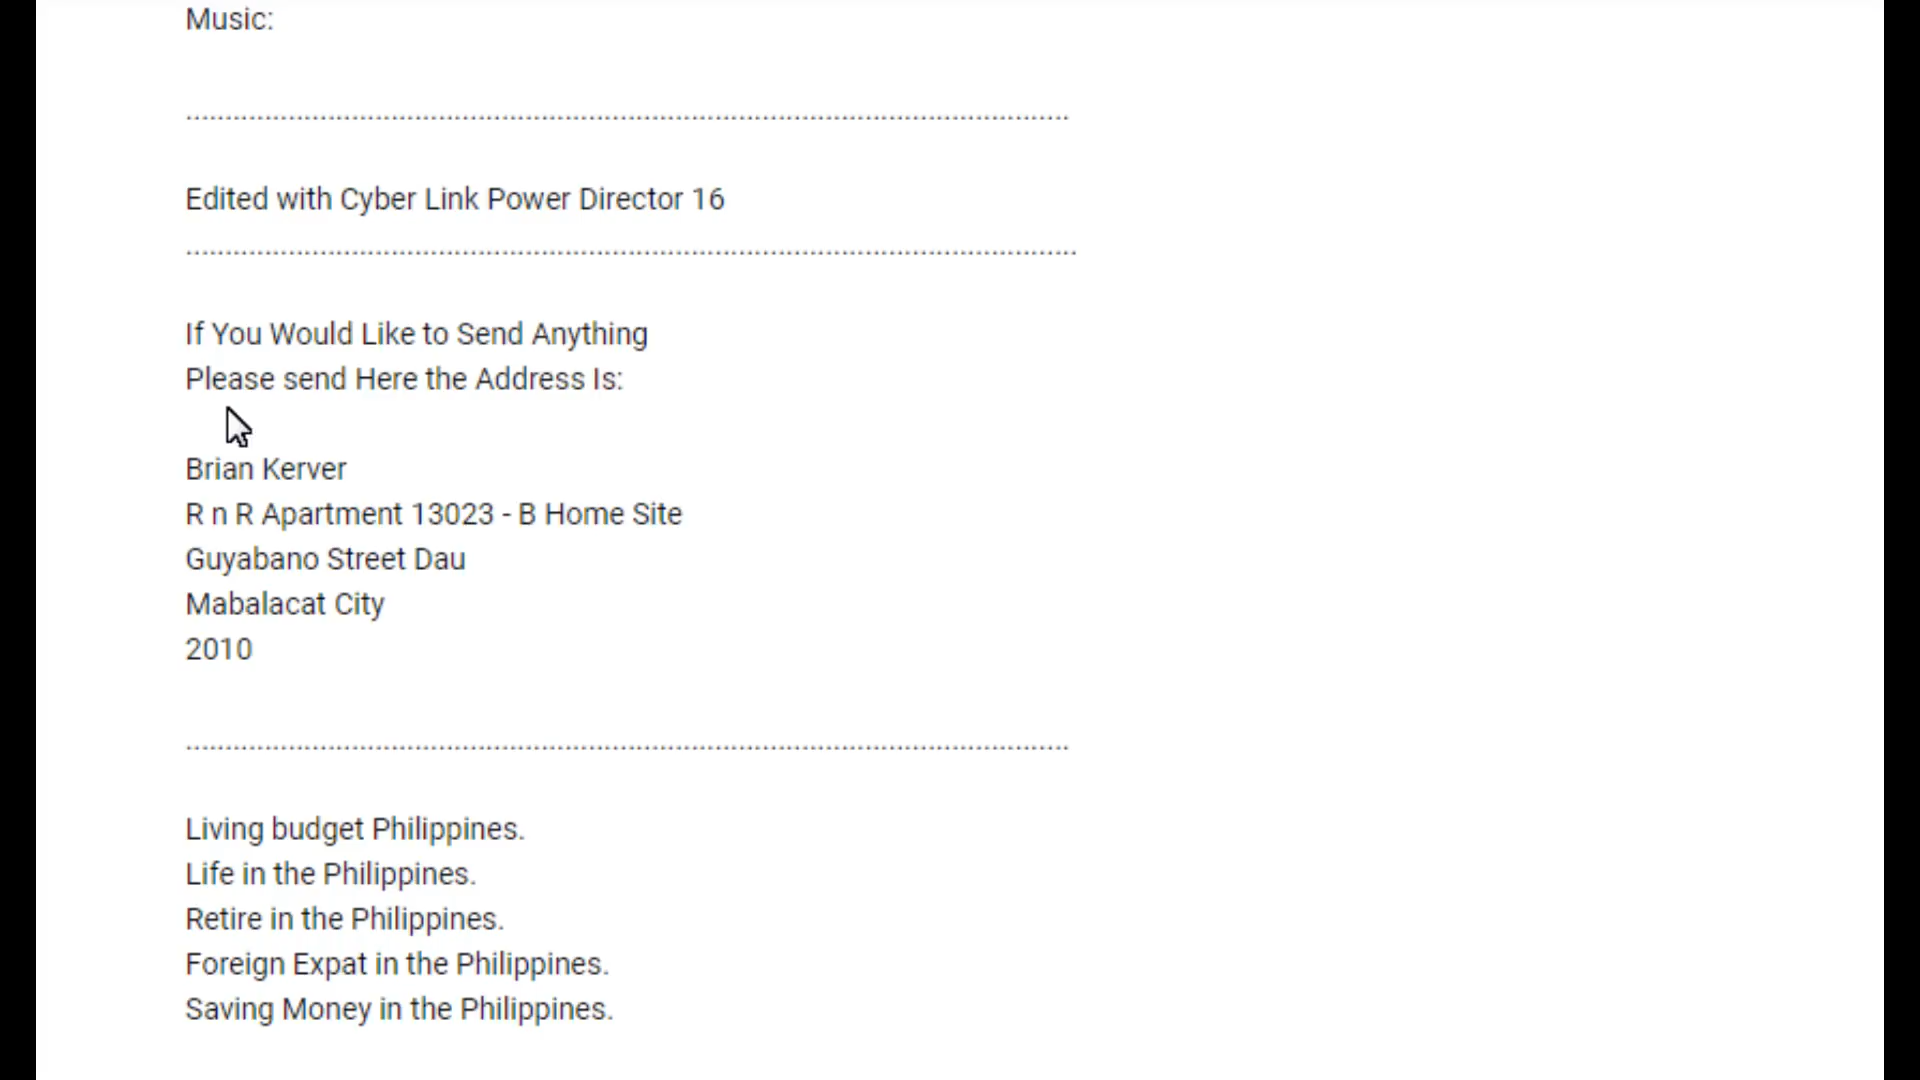 Music:
.................................................................................................................
Edited with Cyber Link Power Director 16
..................................................................................................................
If You Would Like to Send Anything
Please send Here the Address Is:
Brian Kerver
R n R Apartment 13023 - B Home Site
Guyabano Street Dau
Mabalacat City
2010
.................................................................................................................
Living budget Philippines.
Life in the Philippines.
Retire in the Philippines.
Foreign Expat in the Philippines.
Saving Money in the Philippines.